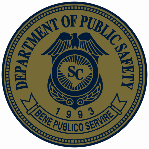 DEPARTMENT OF PUBLIC SAFETY
SC
1993
BENE PUBLICO SERVIRE